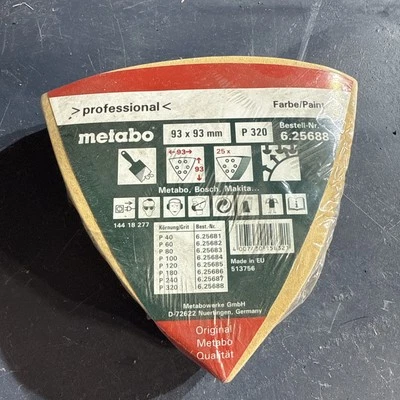 >professional<
Farbe/Paint
metabo
93 x 93 mm
P 320
Bestell-Nr.
6.25688
93
93
25x
Metabo, Bosch, Makita...
144 18 277
Körnung/Grit Best.-Nr.
P 40 6.25681
P 60 6.25682
P 80 6.25683
P 100 6.25684
P 120 6.25685
P 180 6.25686
P 240 6.25687
P 320 6.25688
Made in EU
513756
Metabowerke GmbH
D-72622 Nuertingen, Germany
Original
Metabo
Qualität